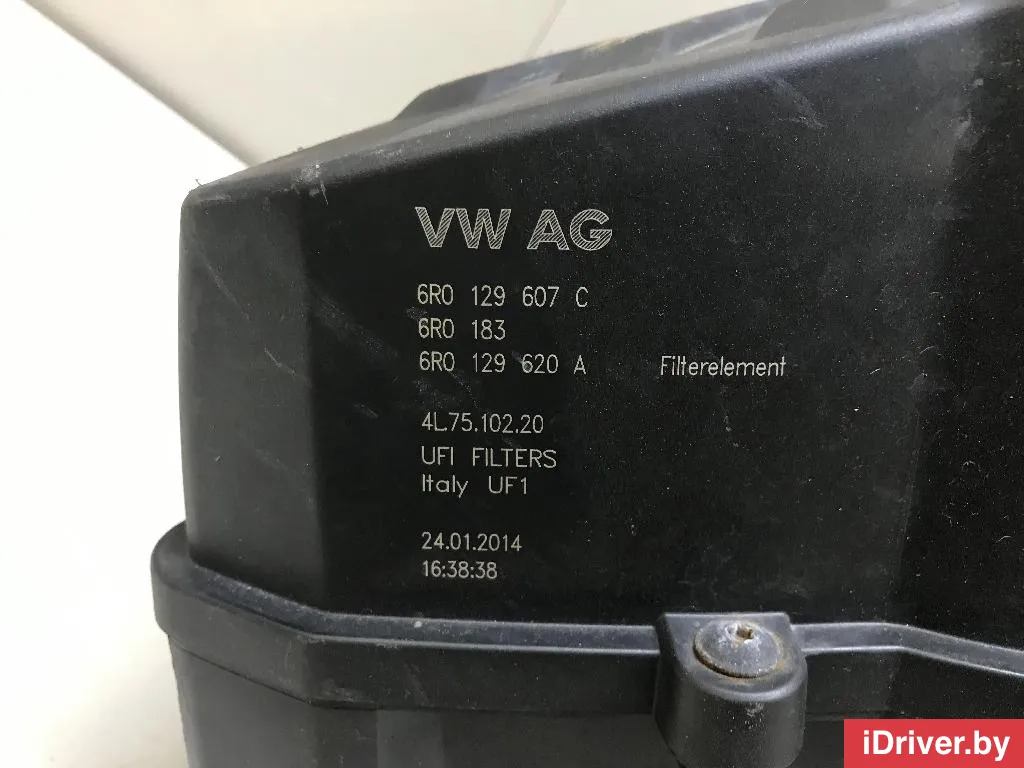 VW AG
6R0 129 607 C
6R0 183
6R0 129 620 A Filterelement
4L75.102.20
UFI FILTERS
Italy UF1
24.01.2014
16:38:38
iDriver.by